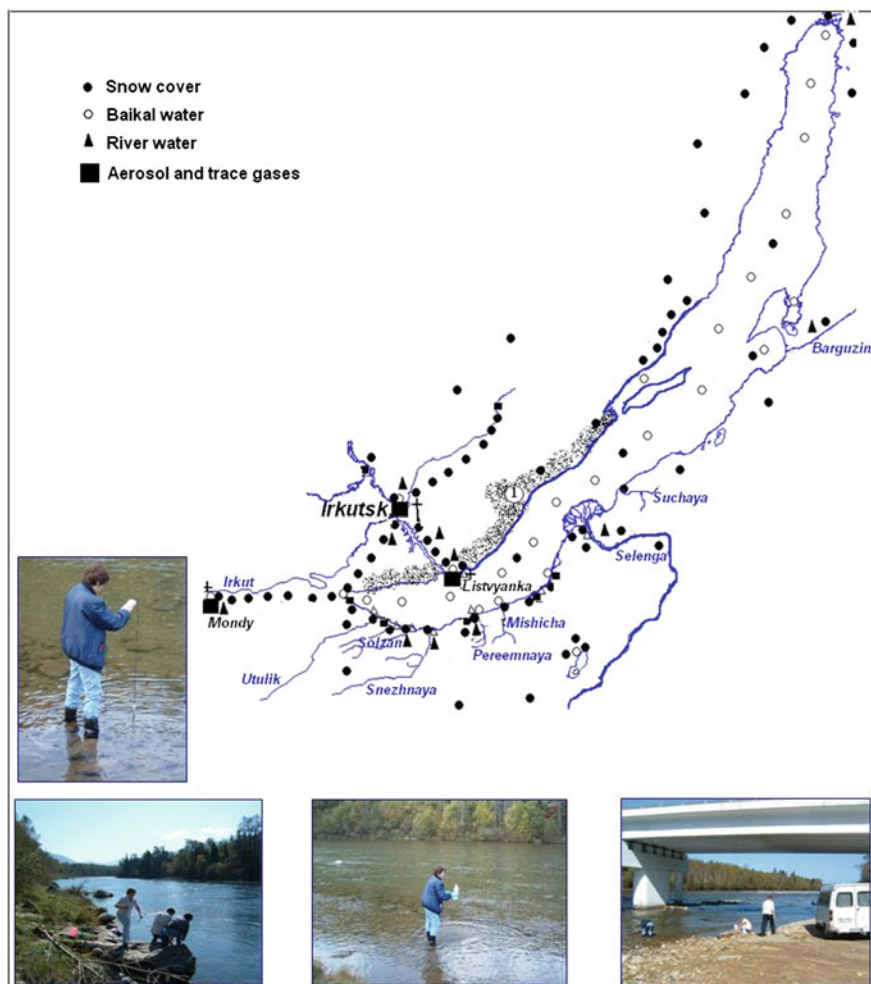 Snow cover
Baikal water
River water
Aerosol and trace gases
Barguzin
1
Suchaya
Irkutsk
Selenga
Irkut
Listvyanka
Mondy
Mishicha
Solzan
Pereemnaya
Utulik
Snezhnaya